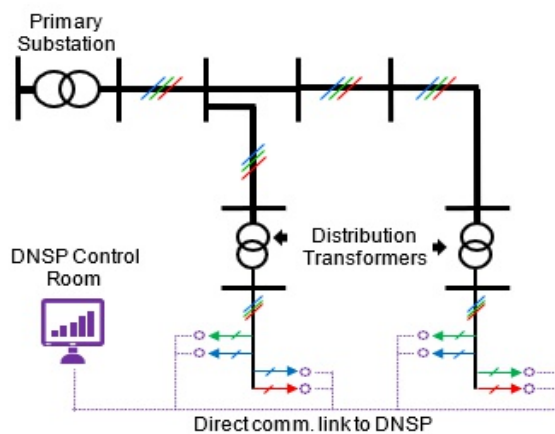 Primary
Substation
Distribution
Transformers
DNSP Control
Room
Direct comm. link to DNSP